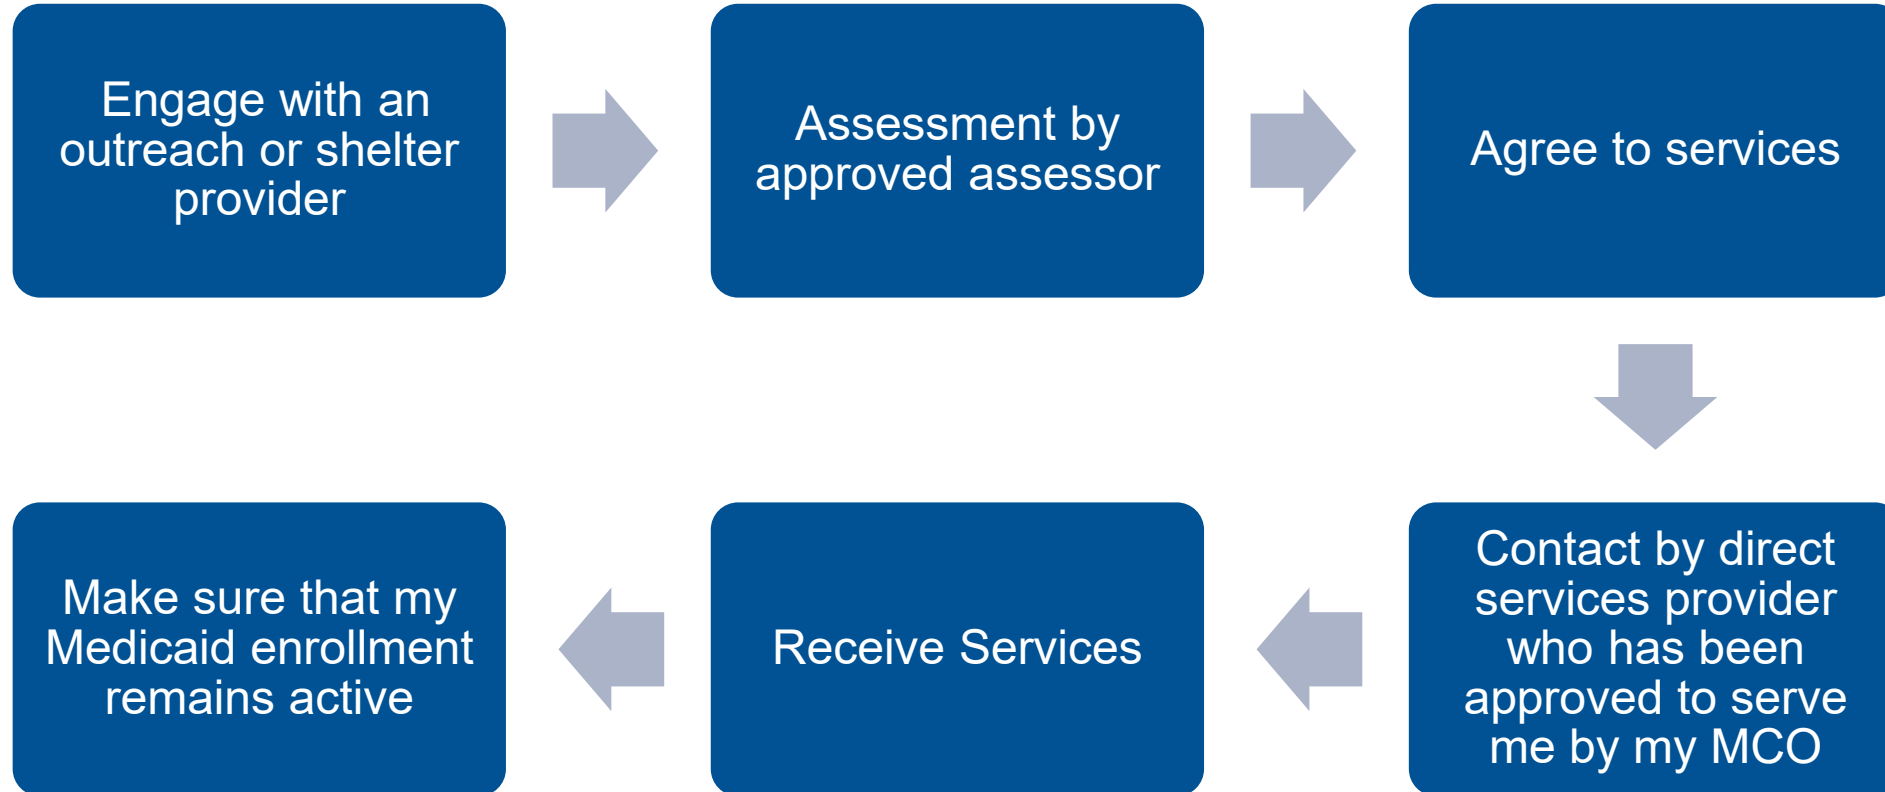 Engage with an
outreach or shelter
provider
Assessment by
approved assessor
Agree to services
Contact by direct
services provider
who has been
approved to serve
me by my MCO
Receive Services
Make sure that my
Medicaid enrollment
remains active